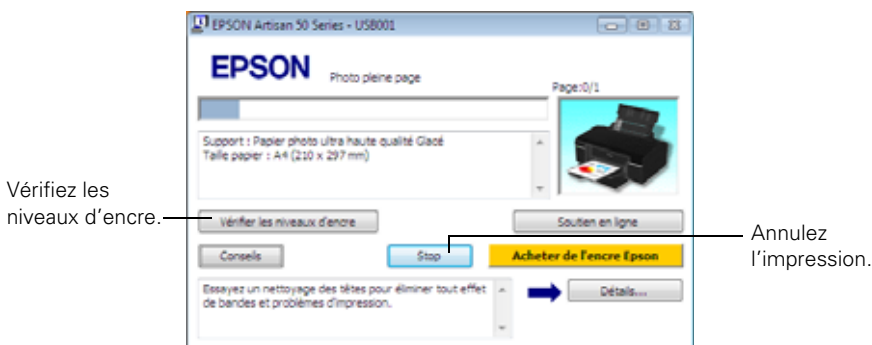 EPSON Artisan 50 Series - USB001
EPSON
Photo pleine page
Page:0/1
Support : Papier photo ultra haute qualité Glacé
Taille papier : A4 (210 x 297 mm)
Vérifiez les
niveaux d'encre.
Vérifier les niveaux d'encre
Soutien en ligne
Annulez
l'impression.
Conseils
Stop
Acheter de l'encre Epson
Essayez un nettoyage des têtes pour éliminer tout effet
de bandes et problèmes d'impression.
Détails...